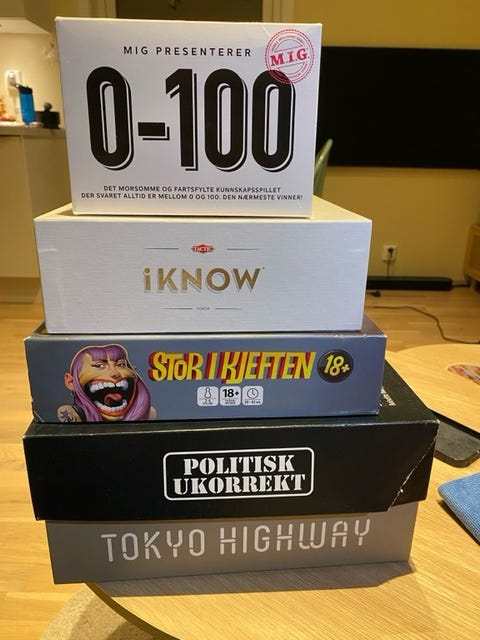 MIG PRESENTERER
M.I.G.
0-100
DET MORSOMME OG FARTSFYLTE KUNNSKAPSSPILLET
DER SVARET ALLTID ER MELLOM 0 OG 100. DEN NÆRMESTE VINNER!
TACTIC
iKNOW
NORGE
STOR I KJEFTEN 18+
18+
POLITISK
UKORREKT
TOKYO HIGHWAY